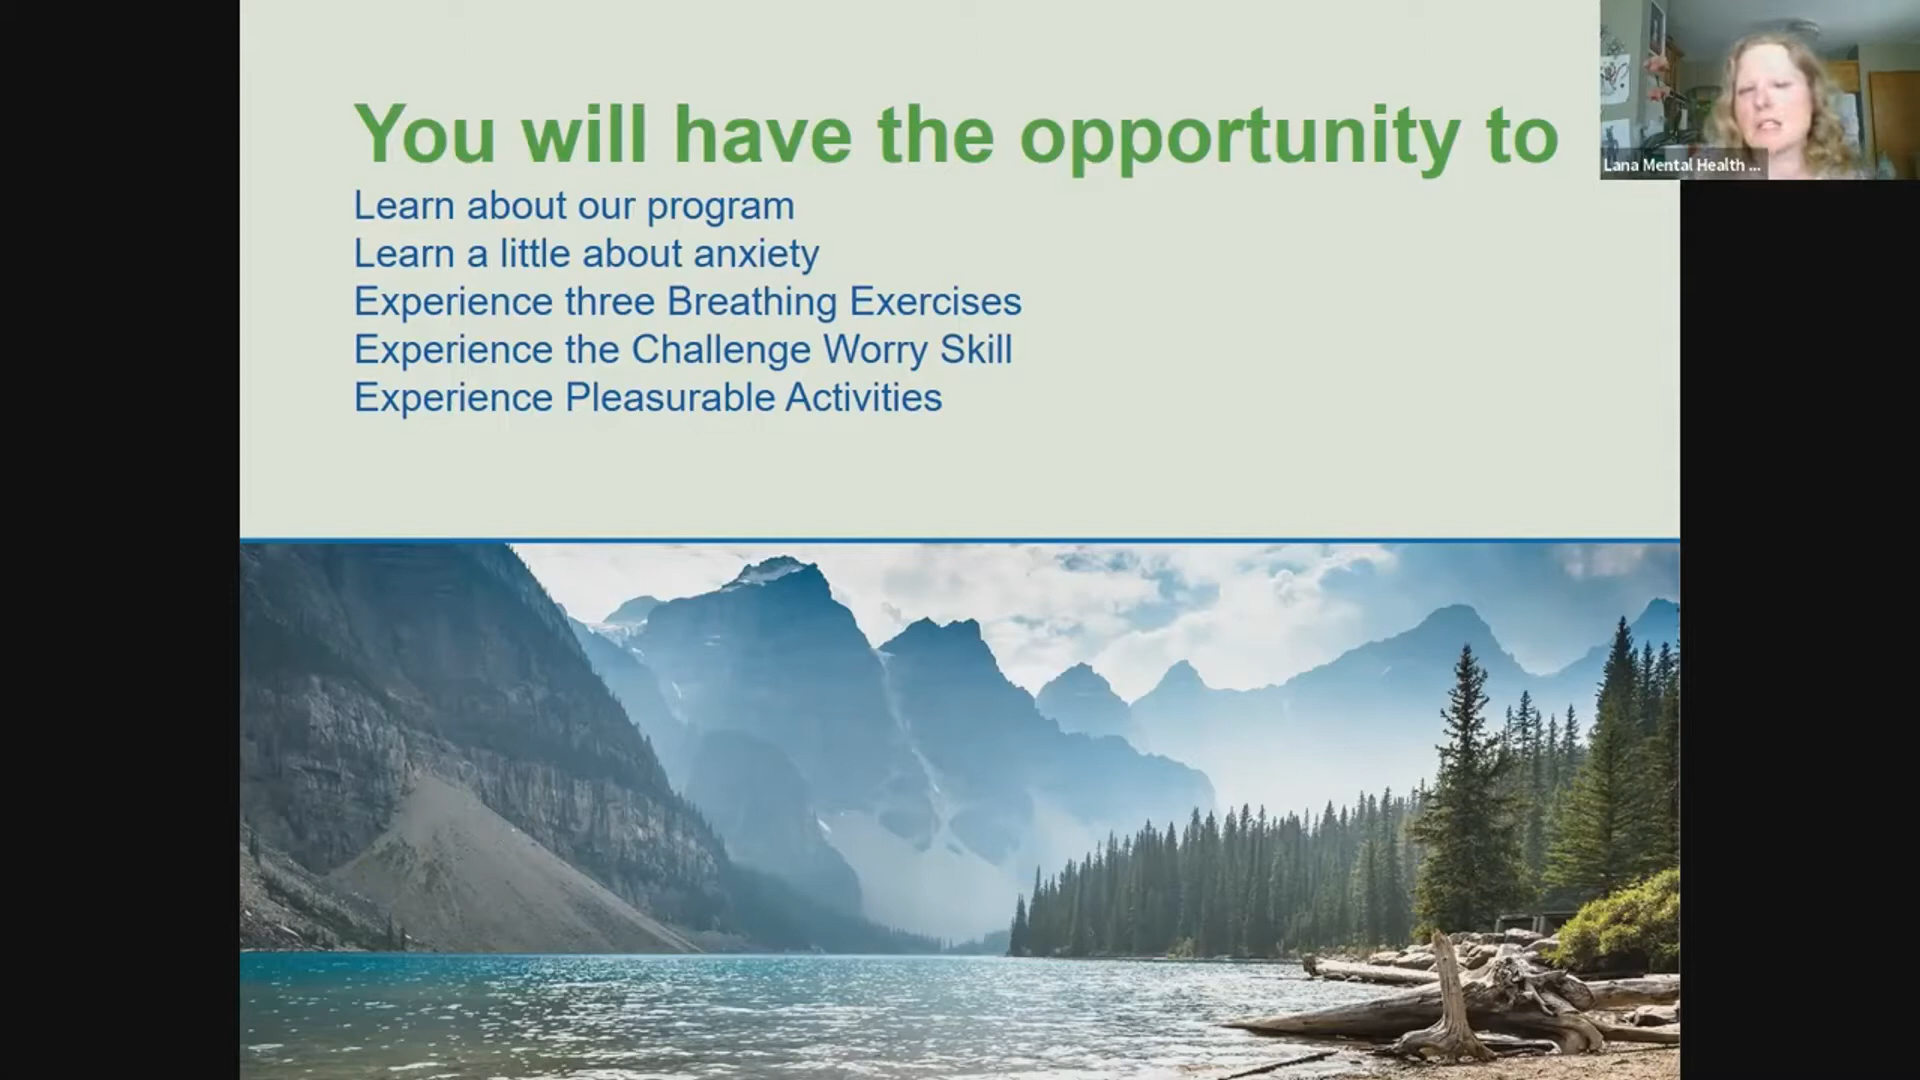 You will have the opportunity to
Learn about our program
Learn a little about anxiety
Experience three Breathing Exercises
Experience the Challenge Worry Skill
Experience Pleasurable Activities
Lana Mental Health ...